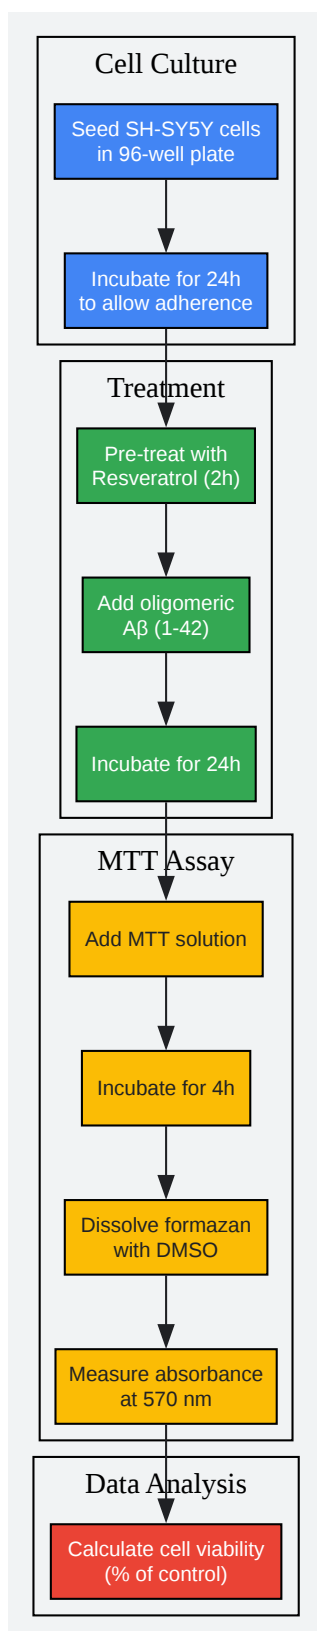 Cell Culture
Seed SH-SY5Y cells
in 96-well plate
Incubate for 24h
to allow adherence
Treatment
Pre-treat with
Resveratrol (2h)
Add oligomeric
Aβ (1-42)
Incubate for 24h
MTT Assay
Add MTT solution
Incubate for 4h
Dissolve formazan
with DMSO
Measure absorbance
at 570 nm
Data Analysis
Calculate cell viability
(% of control)